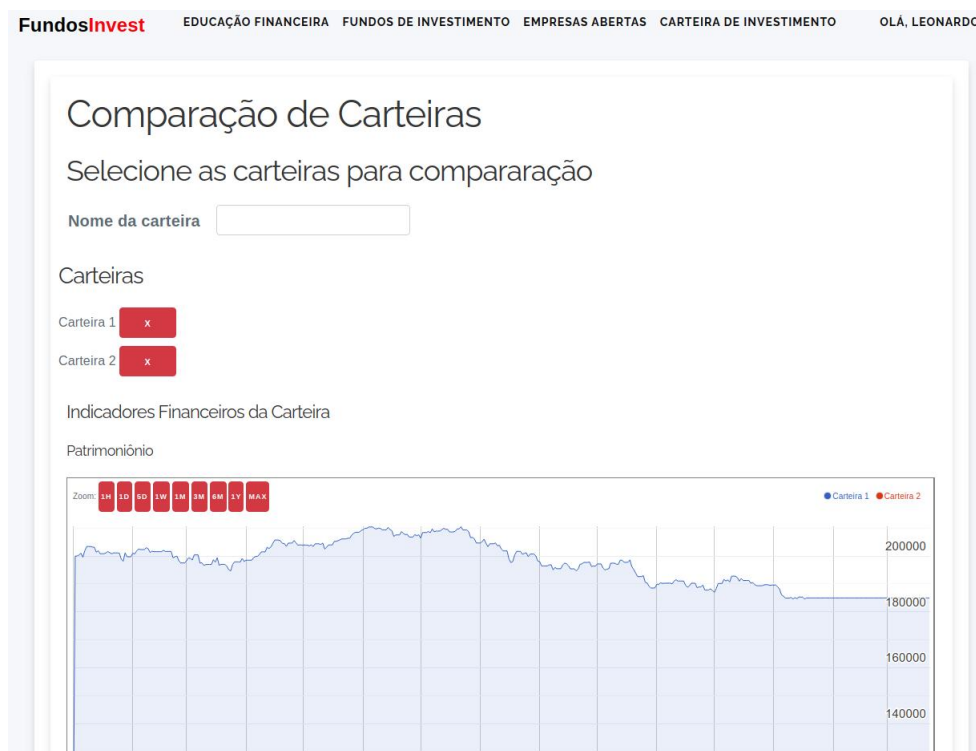 FundosInvest EDUCAÇÃO FINANCEIRA FUNDOS DE INVESTIMENTO EMPRESAS ABERTAS CARTEIRA DE INVESTIMENTO OLÁ, LEONARDO
Comparação de Carteiras
Selecione as carteiras para compararação
Nome da carteira
Carteiras
Carteira 1 X
Carteira 2 X
Indicadores Financeiros da Carteira
Patrimoniônio
Zoom: 1H 1D 5D 1W 1M 3M 6M 1Y MAX Carteira 1 Carteira 2
200000
180000
160000
140000